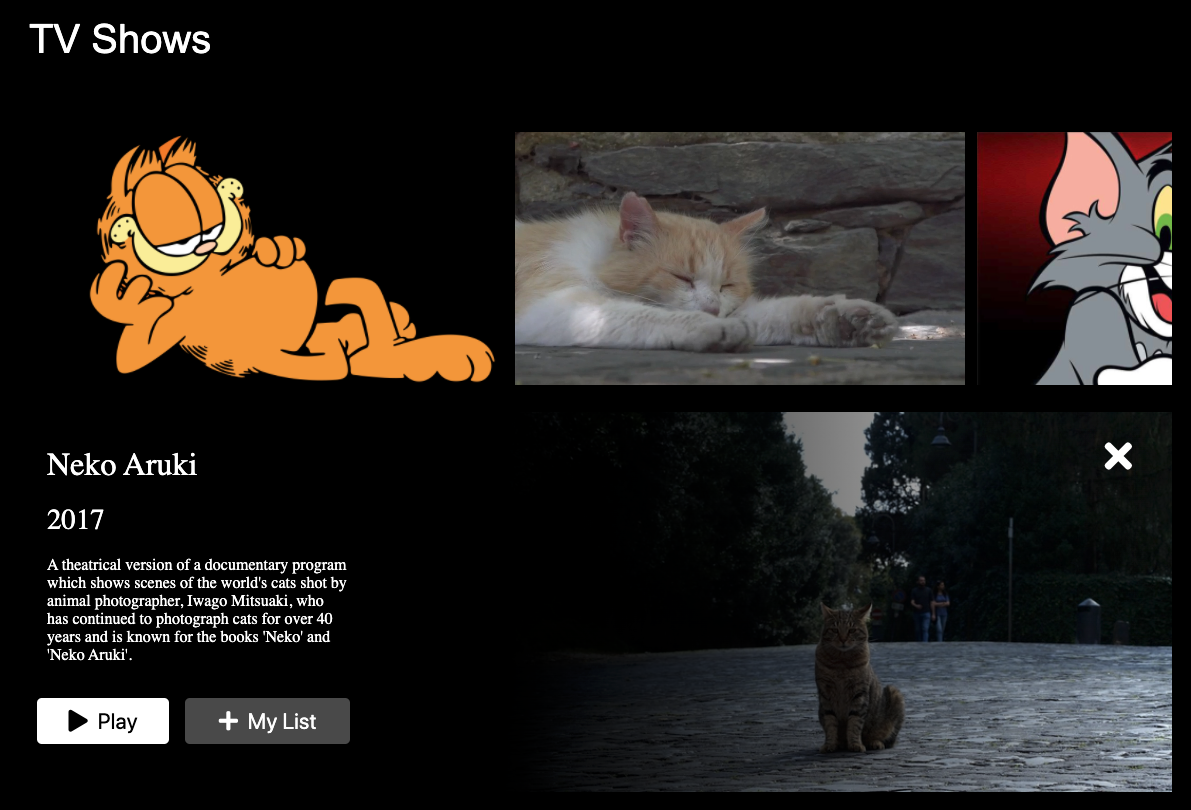 TV Shows
Neko Aruki
2017
A theatrical version of a documentary program
which shows scenes of the world's cats shot by
animal photographer, Iwago Mitsuaki, who
has continued to photograph cats for over 40
years and is known for the books 'Neko' and
'Neko Aruki'.
Play
My List